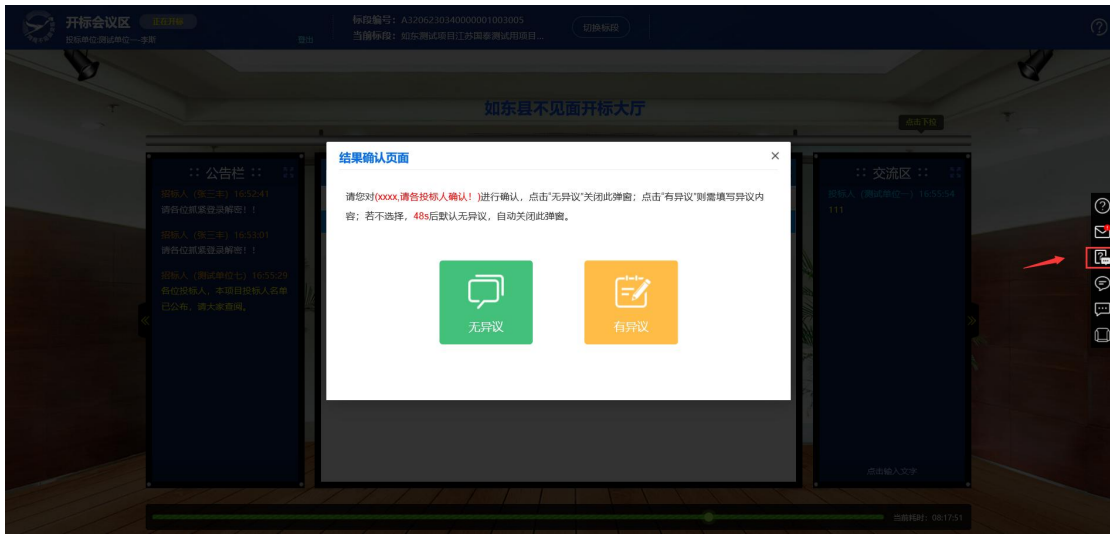 开标会议区 正在开标
投标单位:测试单位一-李期
登出
标段编号：A3206230340000001003005
当前标段：如东测试项目江苏国泰测试用项目...
切换标段
如东县不见面开标大厅
点击下拉
:: 公告栏 ::
招标人（张三丰）16:52:41
请各位抓紧登录解密！！
招标人（张三丰）16:53:01
请各位抓紧登录解密！！
招标人（测试单位七）16:55:29
各位投标人，本项目投标人名单
已公布，请大家查阅。
结果确认页面
请您对(xxxx,请各投标人确认！)进行确认，点击"无异议"关闭此弹窗；点击"有异议"则需填写异议内
容；若不选择，48s后默认无异议，自动关闭此弹窗。
无异议
有异议
:: 交流区 ::
投标人（测试单位一）16:55:54
111
点击输入文字
当前耗时：08:17:51